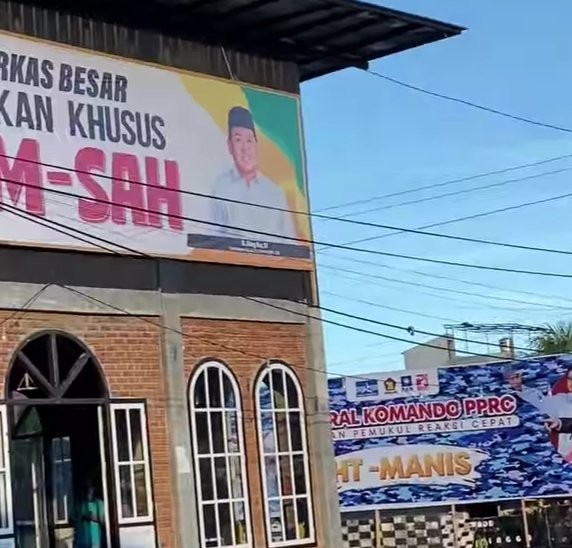 RKAS BESAR
KAN KHUSUS
M-SAH
RAL KOMANDO PPRC
AN PEMUKUL REAKSI CEPAT
HT -MANIS